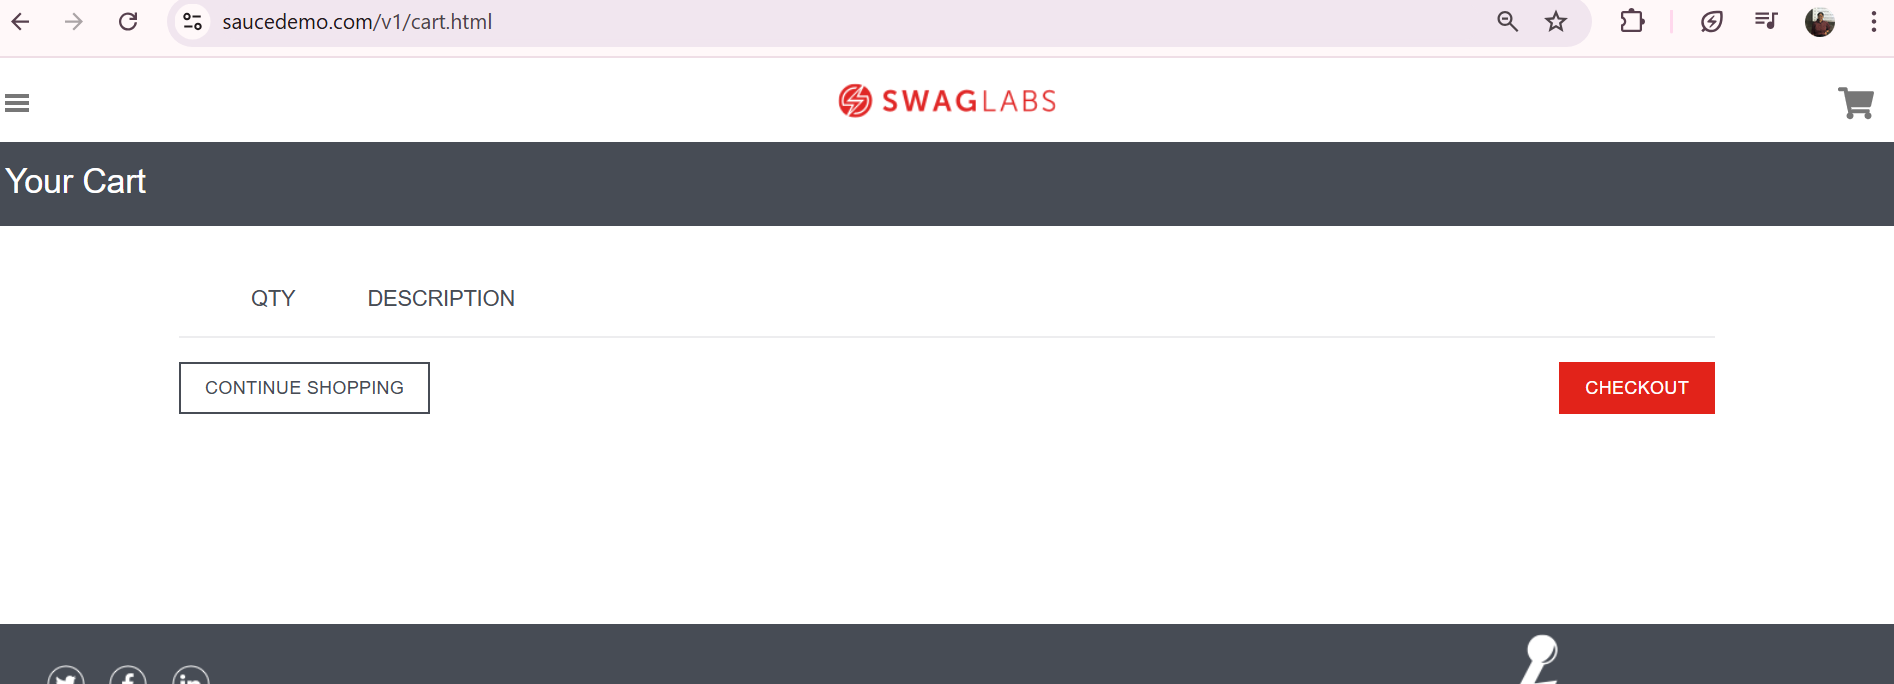 saucedemo.com/v1/cart.html
SWAGLABS
Your Cart
QTY DESCRIPTION
CONTINUE SHOPPING CHECKOUT